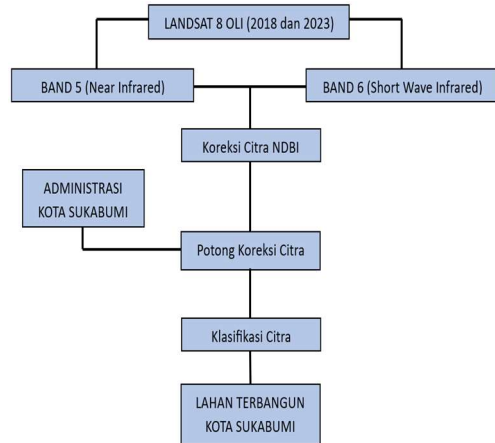 LANDSAT 8 OLI (2018 dan 2023)
BAND 5 (Near Infrared)
BAND 6 (Short Wave Infrared)
Koreksi Citra NDBI
ADMINISTRASI
KOTA SUKABUMI
Potong Koreksi Citra
Klasifikasi Citra
LAHAN TERBANGUN
KOTA SUKABUMI